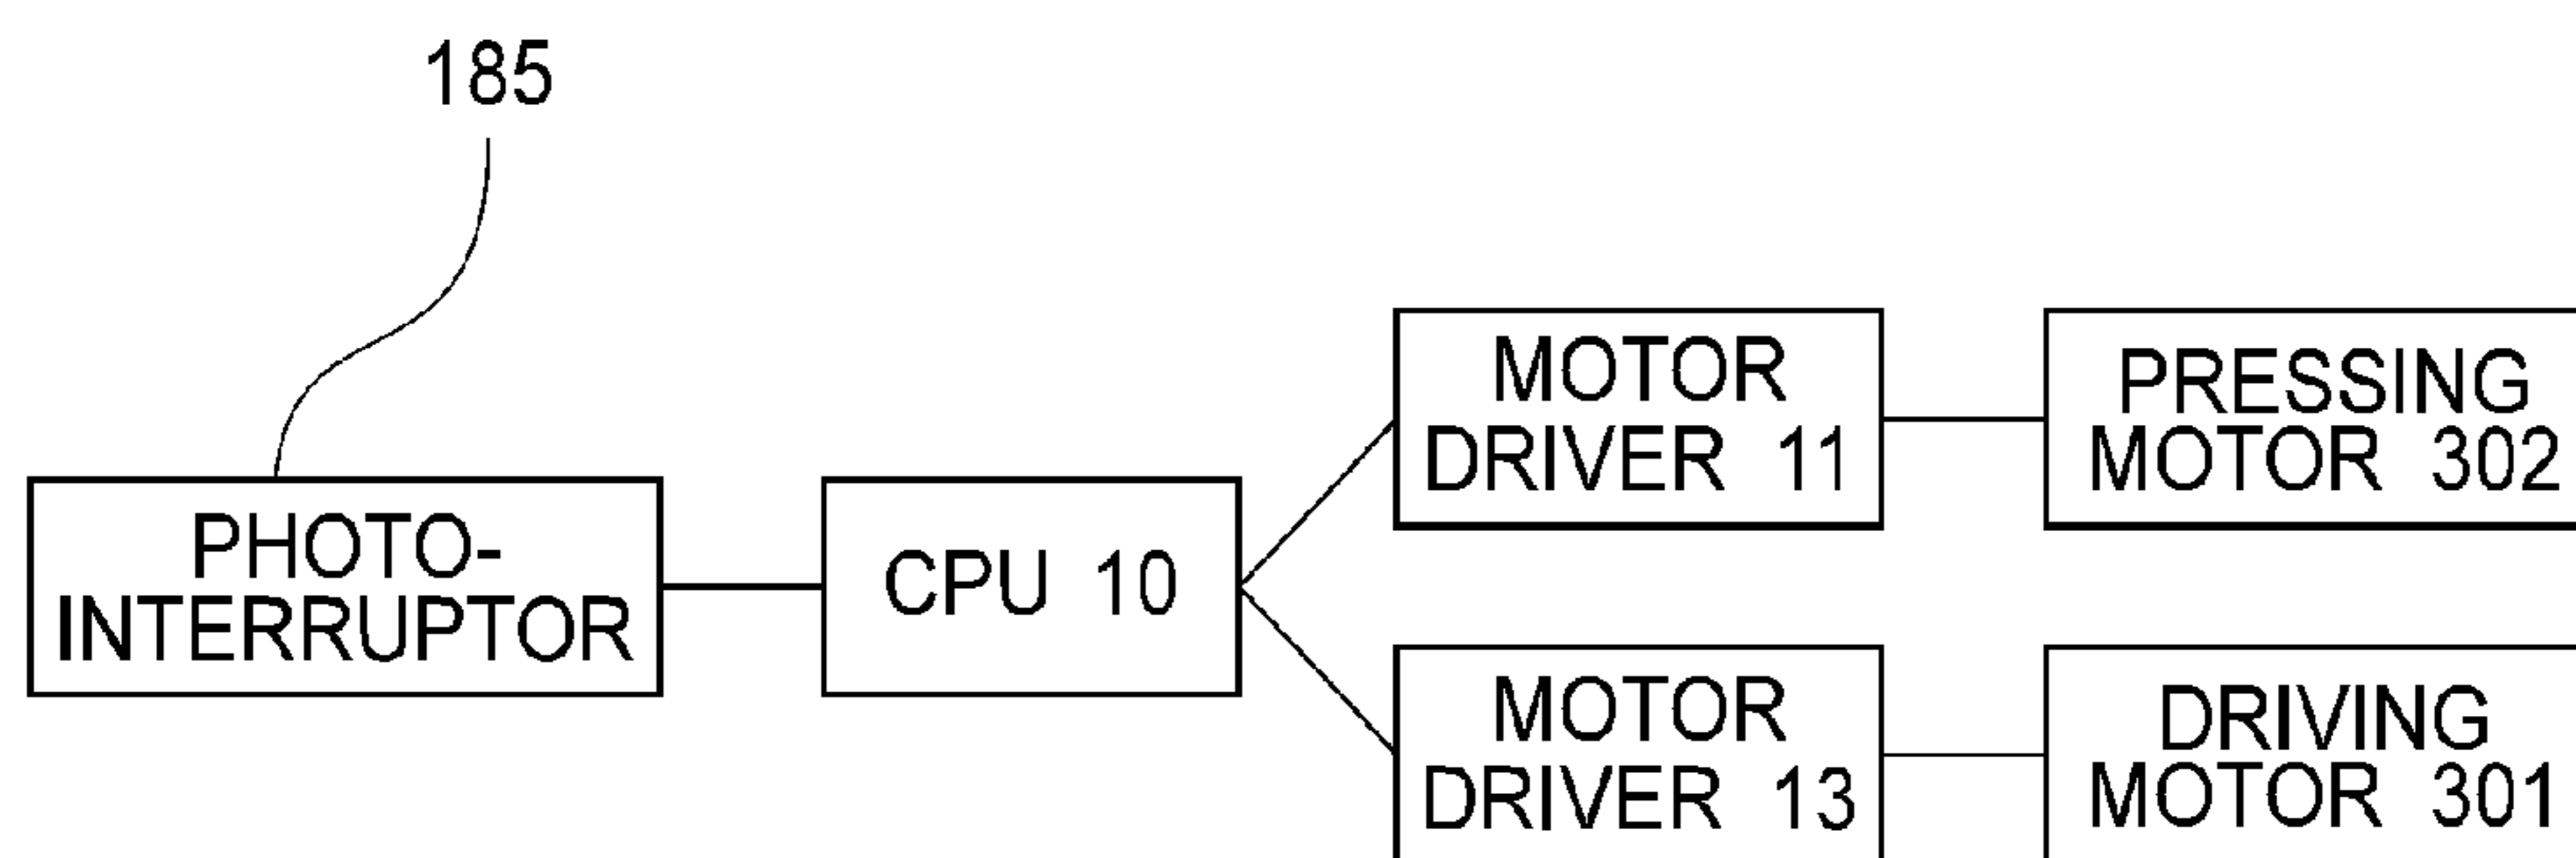 185
PHOTO-
INTERRUPTOR
CPU 10
MOTOR
DRIVER 11
PRESSING
MOTOR 302
MOTOR
DRIVER 13
DRIVING
MOTOR 301